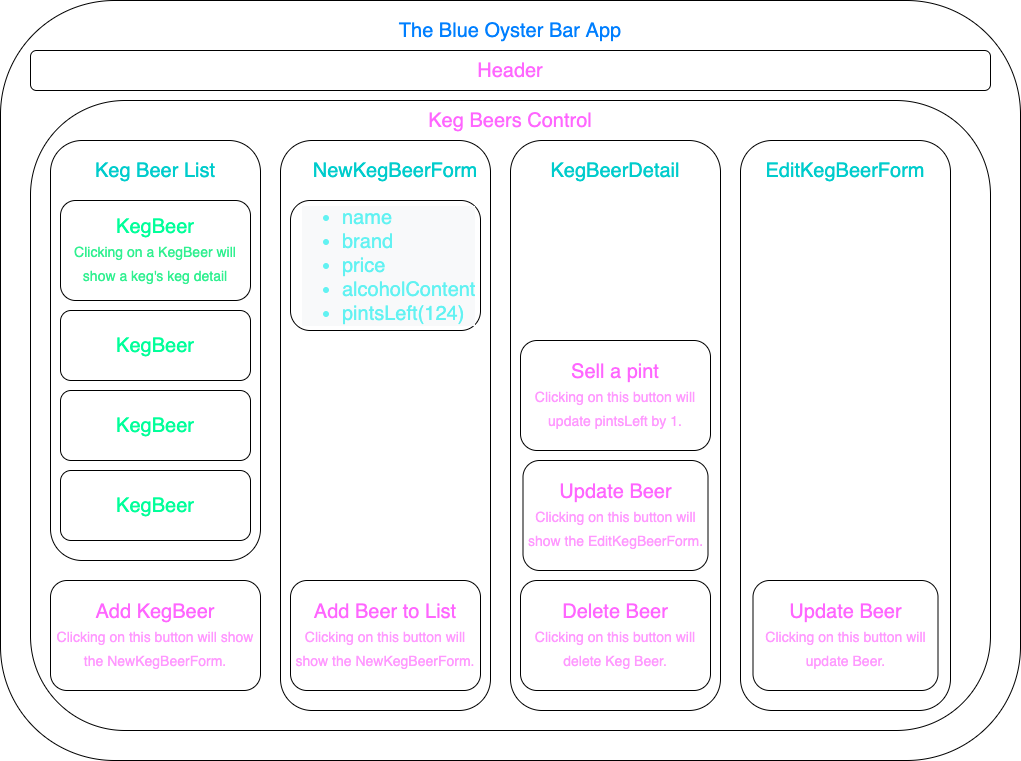 The Blue Oyster Bar App
Header
Keg Beers Control
Keg Beer List
KegBeer
Clicking on a KegBeer will
show a keg's keg detail
KegBeer
KegBeer
KegBeer
Add KegBeer
Clicking on this button will show
the NewKegBeerForm.
NewKegBeerForm
• name
• brand
• price
• alcoholContent
• pintsLeft(124)
Add Beer to List
Clicking on this button will
show the NewKegBeerForm.
KegBeerDetail
Sell a pint
Clicking on this button will
update pintsLeft by 1.
Update Beer
Clicking on this button will
show the EditKegBeerForm.
Delete Beer
Clicking on this button will
delete Keg Beer.
EditKegBeerForm
Update Beer
Clicking on this button will
update Beer.